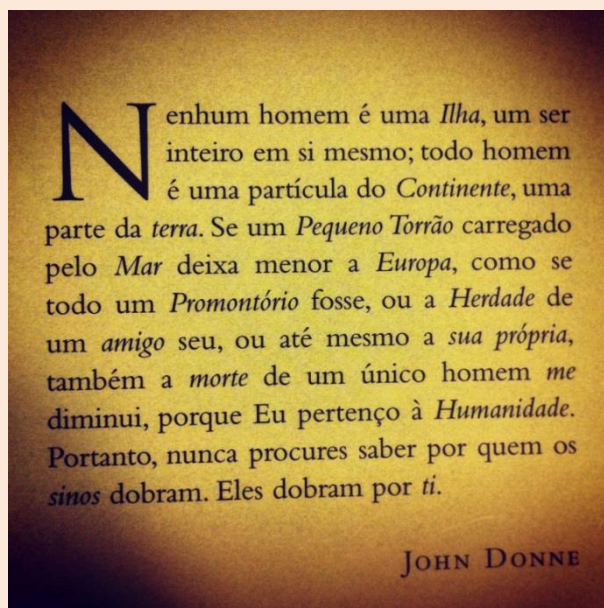 Nenhum homem é uma Ilha, um ser
inteiro em si mesmo; todo homem
é uma partícula do Continente, uma
parte da terra. Se um Pequeno Torrão carregado
pelo Mar deixa menor a Europa, como se
todo um Promontório fosse, ou a Herdade de
um amigo seu, ou até mesmo a sua própria,
também a morte de um único homem me
diminui, porque Eu pertenço à Humanidade.
Portanto, nunca procures saber por quem os
sinos dobram. Eles dobram por ti.
JOHN DONNE